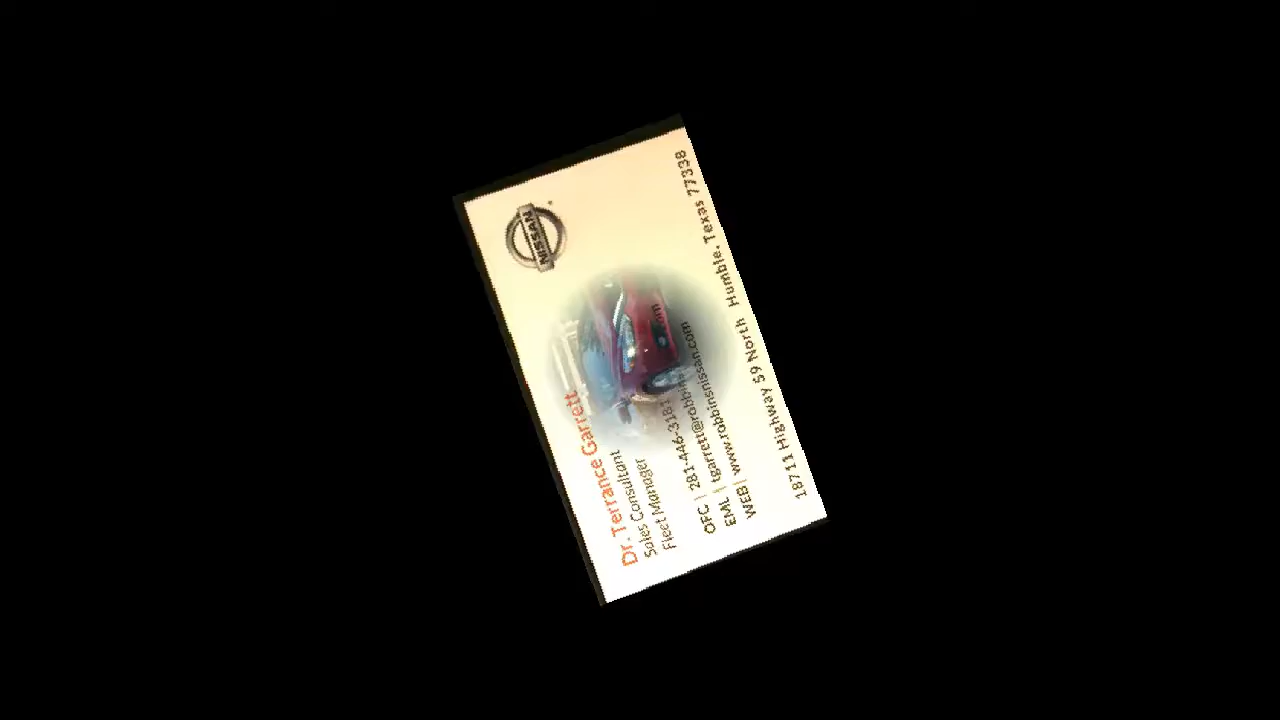 NISSAN
Dr. Terrance Garrett
Sales Consultant
Fleet Manager
OFC | 281-446-3181
EML | tgarrett@robbinsnissan.com
WEB | www.robbinsnissan.com
18711 Highway 59 North Humble, Texas 77338